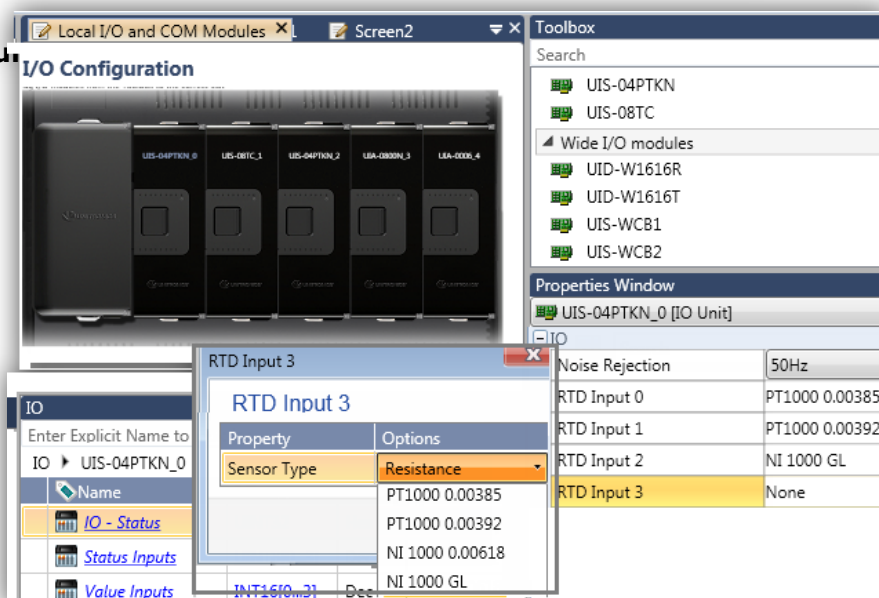 Local I/O and COM Modules
Screen2
I/O Configuration
UIS-04PTKN_0
UIS-08TC_1
UIS-04PTKN_2
UIA-0800N_3
UIA-0006_4
Toolbox
Search
UIS-04PTKN
UIS-08TC
Wide I/O modules
UID-W1616R
UID-W1616T
UIS-WCB1
UIS-WCB2
Properties Window
UIS-04PTKN_0 [IO Unit]
IO
Noise Rejection 50Hz
RTD Input 0 PT1000 0.00385
RTD Input 1 PT1000 0.00392
RTD Input 2 NI 1000 GL
RTD Input 3 None
RTD Input 3
RTD Input 3
Property Options
Sensor Type Resistance
PT1000 0.00385
PT1000 0.00392
NI 1000 0.00618
NI 1000 GL
IO
Enter Explicit Name to
IO UIS-04PTKN_0
Name
IO - Status
Status Inputs
Value Inputs INT16[0...3]